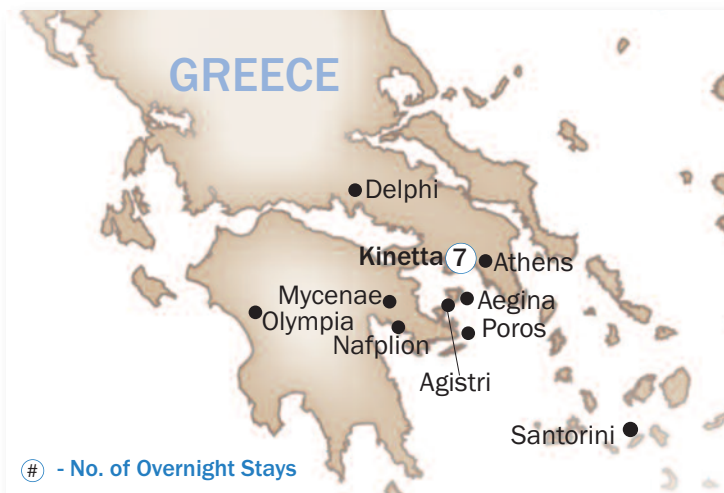 GREECE
Delphi
Kinetta 7
Athens
Mycenae
Aegina
Olympia
Poros
Nafplion
Agistri
Santorini
# - No. of Overnight Stays